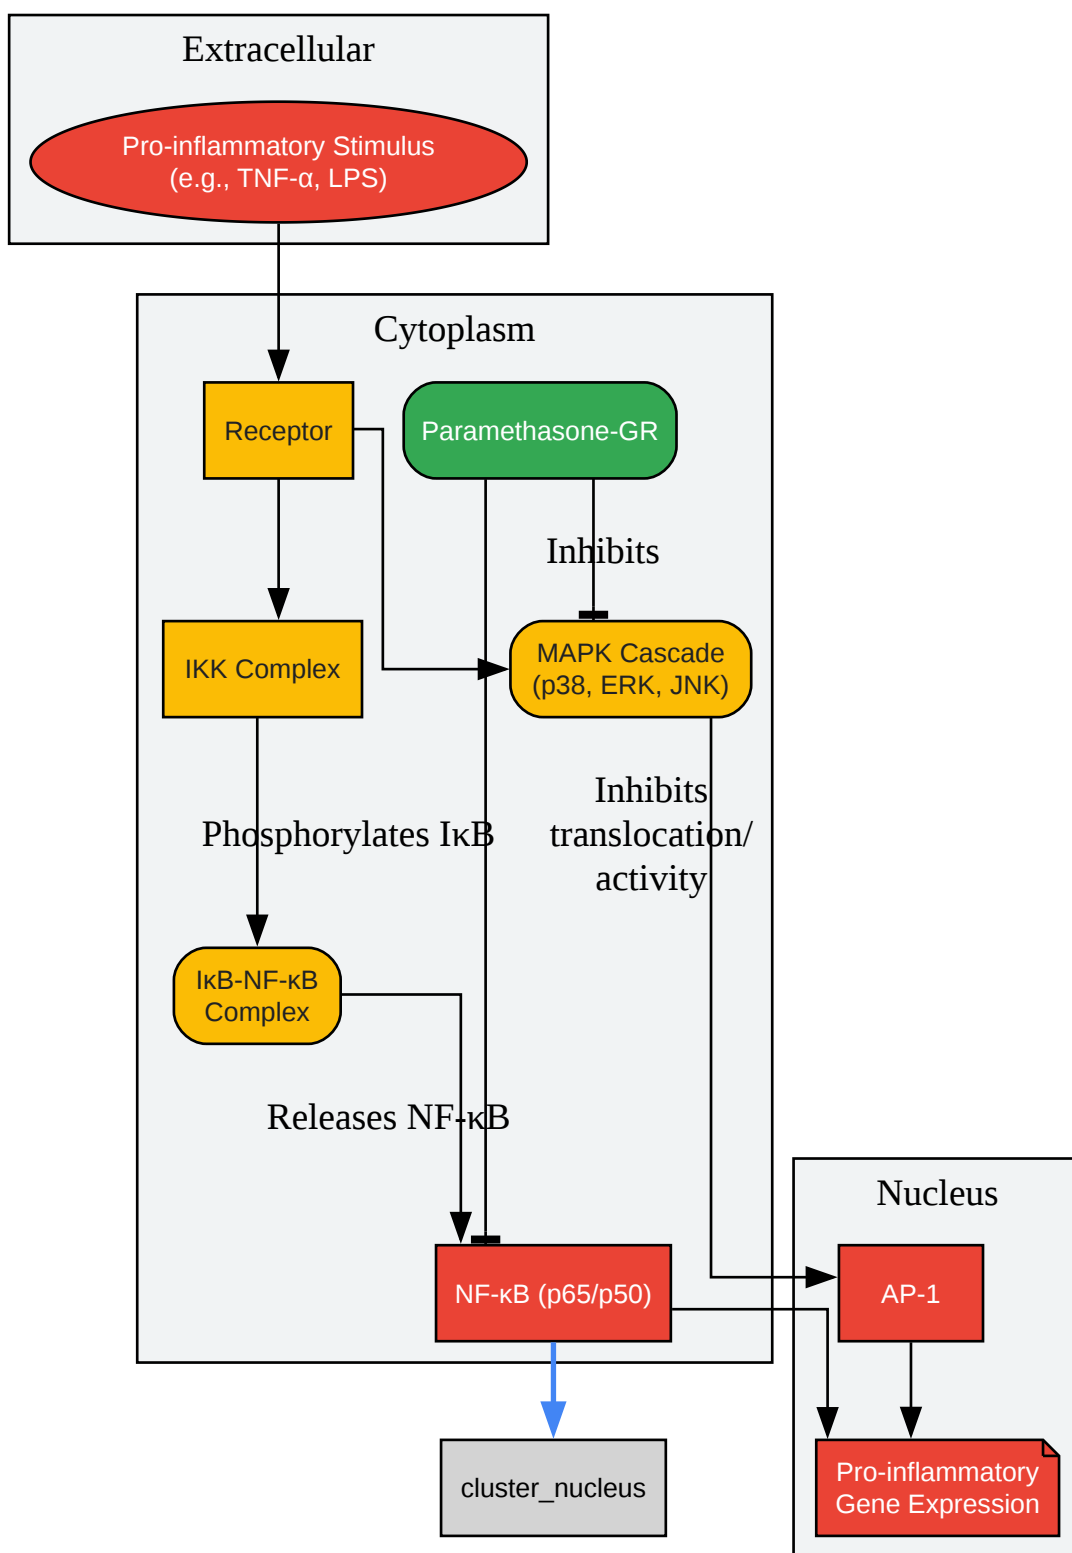 Extracellular
Pro-inflammatory Stimulus
(e.g., TNF-α, LPS)
Cytoplasm
Receptor
Paramethasone-GR
Inhibits
IKK Complex
MAPK Cascade
(p38, ERK, JNK)
Inhibits
translocation/
activity
Phosphorylates IκB
IκB-NF-κB
Complex
Releases NF-κB
Nucleus
NF-κB (p65/p50)
AP-1
cluster_nucleus
Pro-inflammatory
Gene Expression